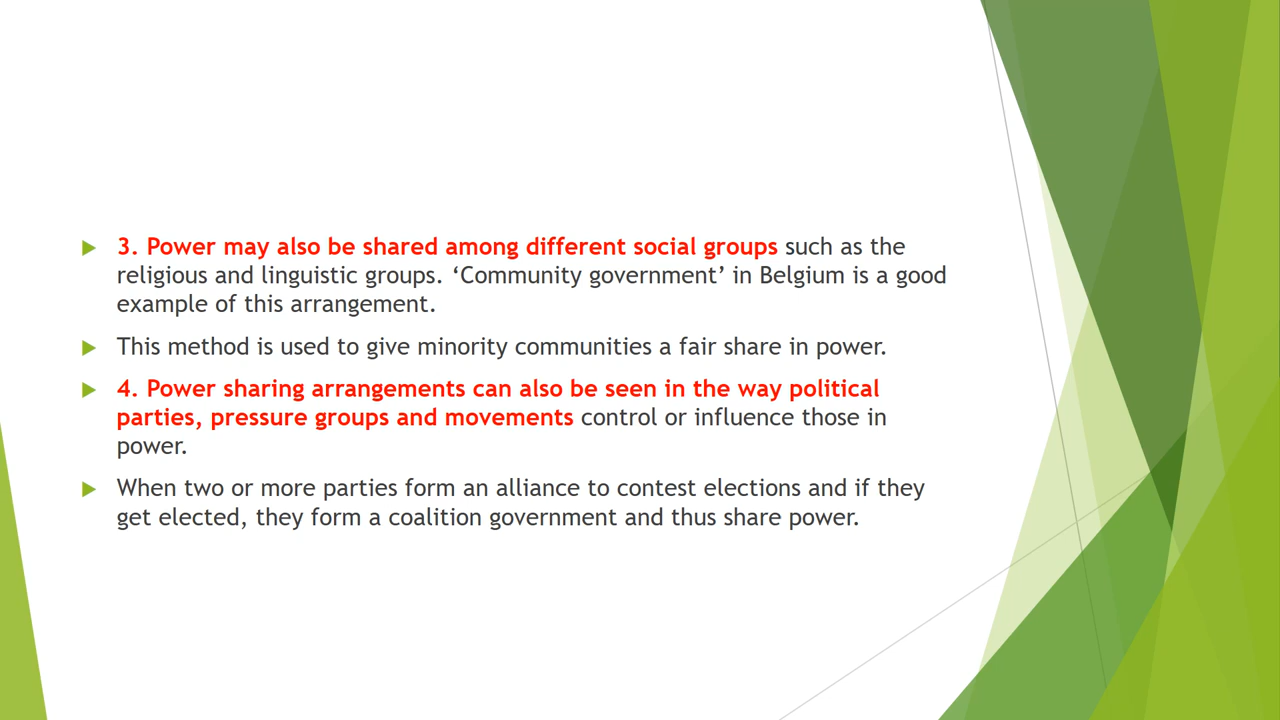 3. Power may also be shared among different social groups such as the
religious and linguistic groups. ‘Community government’ in Belgium is a good
example of this arrangement.
This method is used to give minority communities a fair share in power.
4. Power sharing arrangements can also be seen in the way political
parties, pressure groups and movements control or influence those in
power.
When two or more parties form an alliance to contest elections and if they
get elected, they form a coalition government and thus share power.